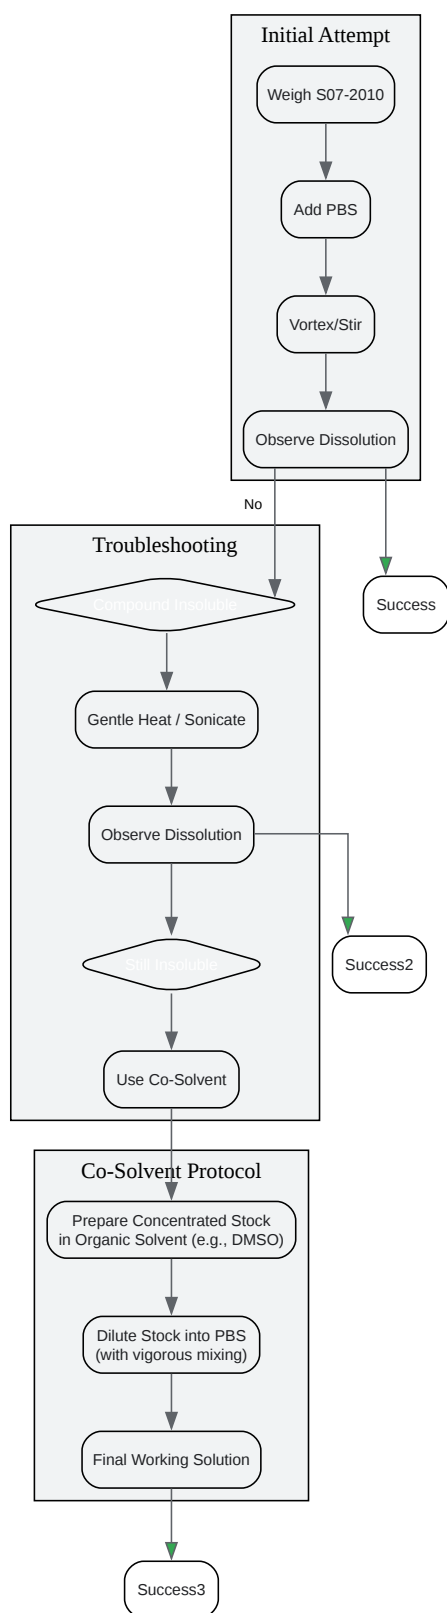 Initial Attempt
Weigh S07-2010
Add PBS
Vortex/Stir
Observe Dissolution
No
Success
Troubleshooting
Compound Insoluble
Gentle Heat / Sonicate
Observe Dissolution
Success2
Still Insoluble
Use Co-Solvent
Co-Solvent Protocol
Prepare Concentrated Stock
in Organic Solvent (e.g., DMSO)
Dilute Stock into PBS
(with vigorous mixing)
Final Working Solution
Success3